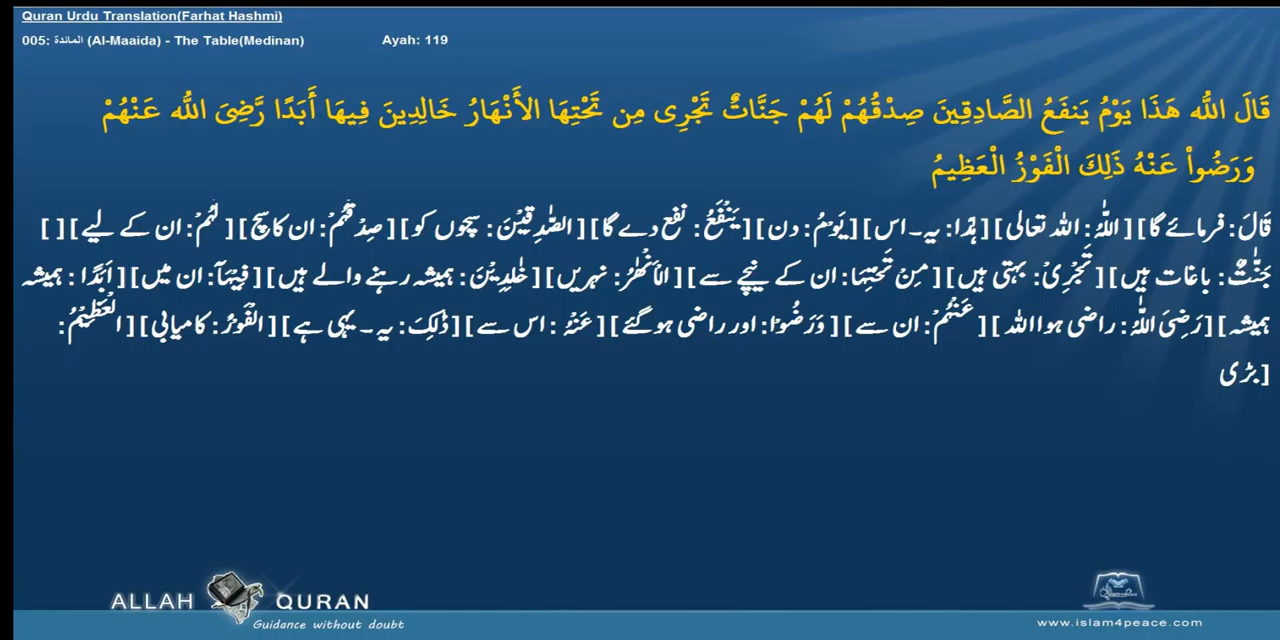 Quran Urdu Translation(Farhat Hashmi)
005: المائدة (Al-Maaida) - The Table(Medinan) Ayah: 119
قَالَ اللّٰه هَذَا يَوْمُ يَنفَعُ الصَّادِقِينَ صِدْقُهُمْ لَهُمْ جَنَّاتٌ تَجْرِى مِن تَحْتِهَا الأَنْهَارُ خَالِدِينَ فِيهَا أَبَدًا رَّضِىَ اللّٰه عَنْهُمْ
وَرَضُواْ عَنْهُ ذَلِكَ الْفَوْزُ الْعَظِيمُ
قَالَ: فرمائے گا] [اللّٰہُ: اللہ تعالی] [ہٰذَا: یہ۔ اس] [یَوۡمُ: دن] [یَنۡفَعُ: نفع دے گا] [الصّٰدِقِیۡنَ: سچوں کو] [صِدۡقُہُمۡ: ان کا سچ] [لَہُمۡ: ان کے لیے] [
جَنّٰتٌ: باغات ہیں] [تَجۡرِیۡ: بہتی ہیں] [مِنۡ تَحۡتِہَا: ان کے نیچے سے] [الۡاَنۡہٰرُ: نہریں] [خٰلِدِیۡنَ: ہمیشہ رہنے والے ہیں] [فِیۡہَاۤ: ان میں] [اَبَدًا: ہمیشہ
ہمیشہ] [رَضِیَ اللّٰہُ: راضی ہوا اللہ] [عَنۡہُمۡ: ان سے] [وَرَضُوۡا: اور راضی ہو گئے] [عَنۡہُ: اس سے] [ذٰلِکَ: یہ۔ یہی ہے] [الۡفَوۡزُ: کامیابی] [الۡعَظِیۡمُ:
بڑی]
ALLAH QURAN
Guidance without doubt
www.islam4peace.com